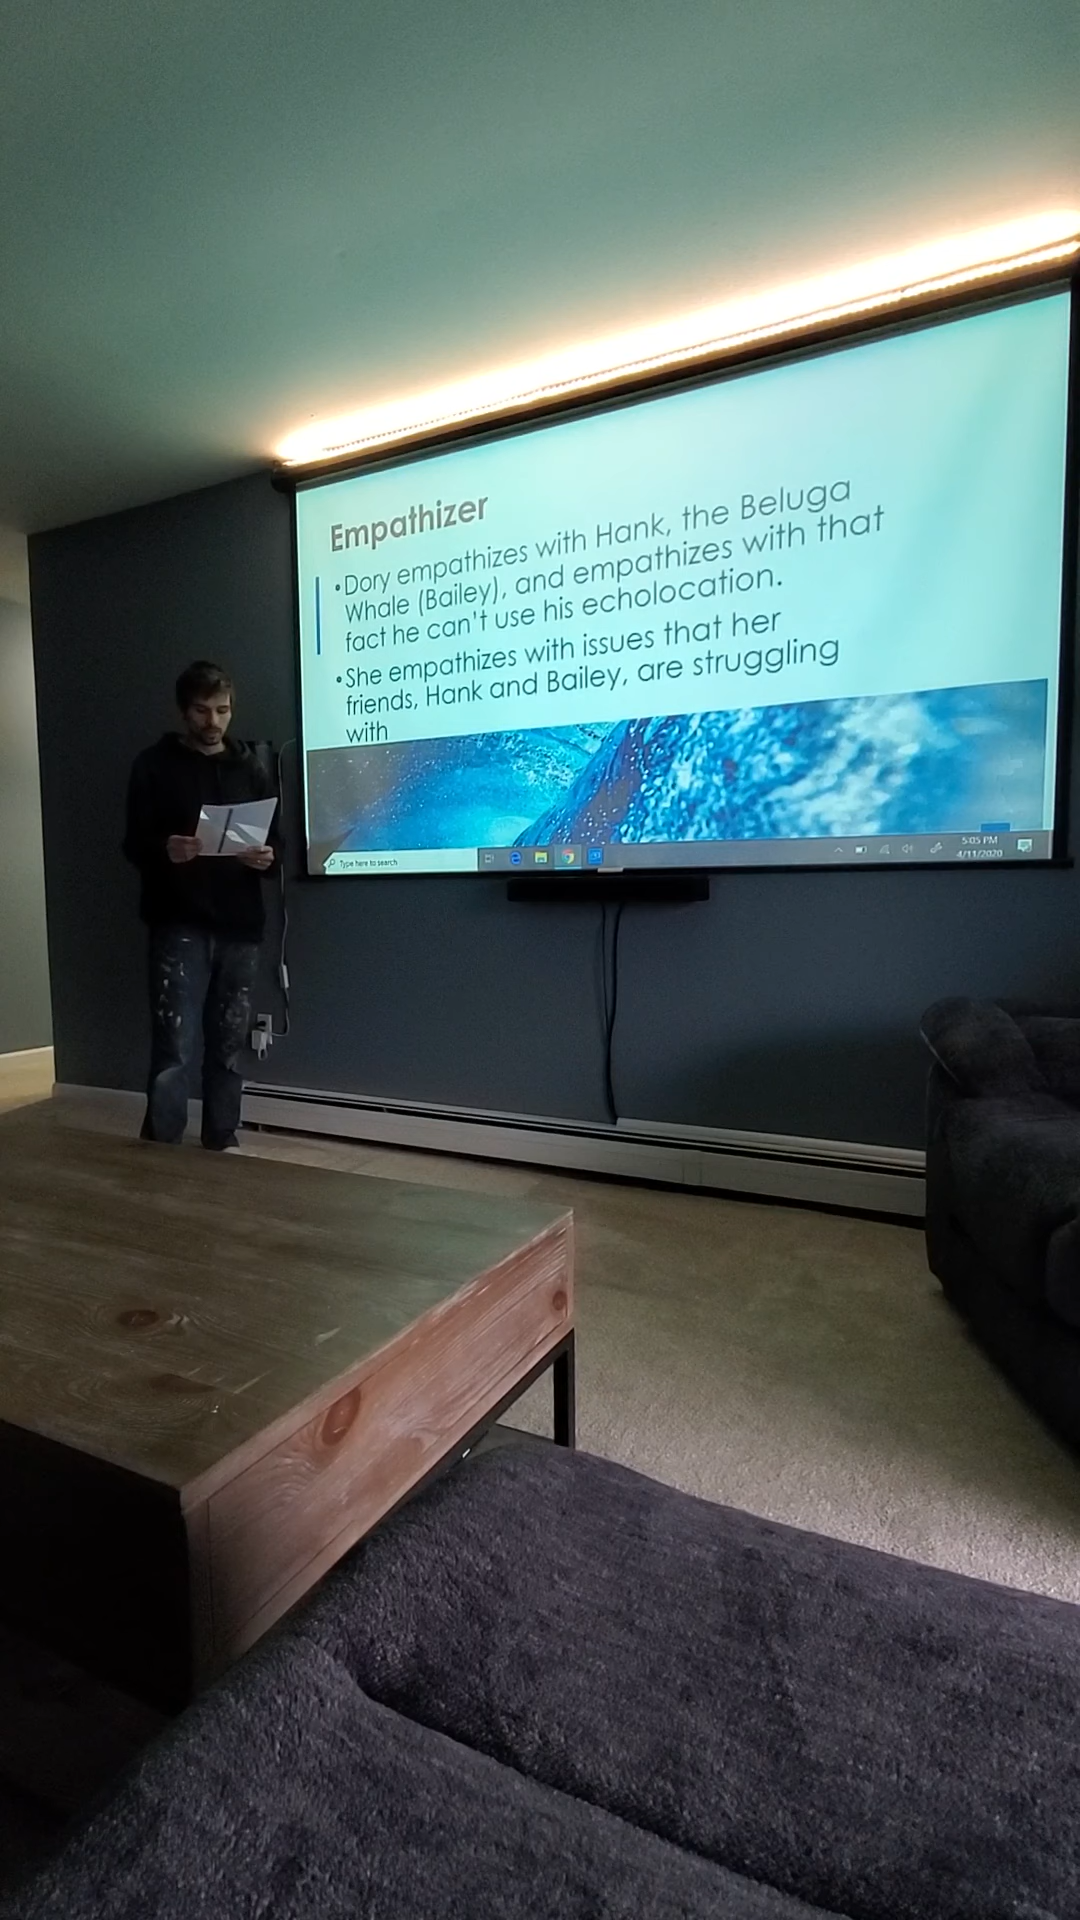 Empathizer
•Dory empathizes with Hank, the Beluga
Whale (Bailey), and empathizes with that
fact he can't use his echolocation.
•She empathizes with issues that her
friends, Hank and Bailey, are struggling
with
Type here to search
5:05 PM
4/11/2020